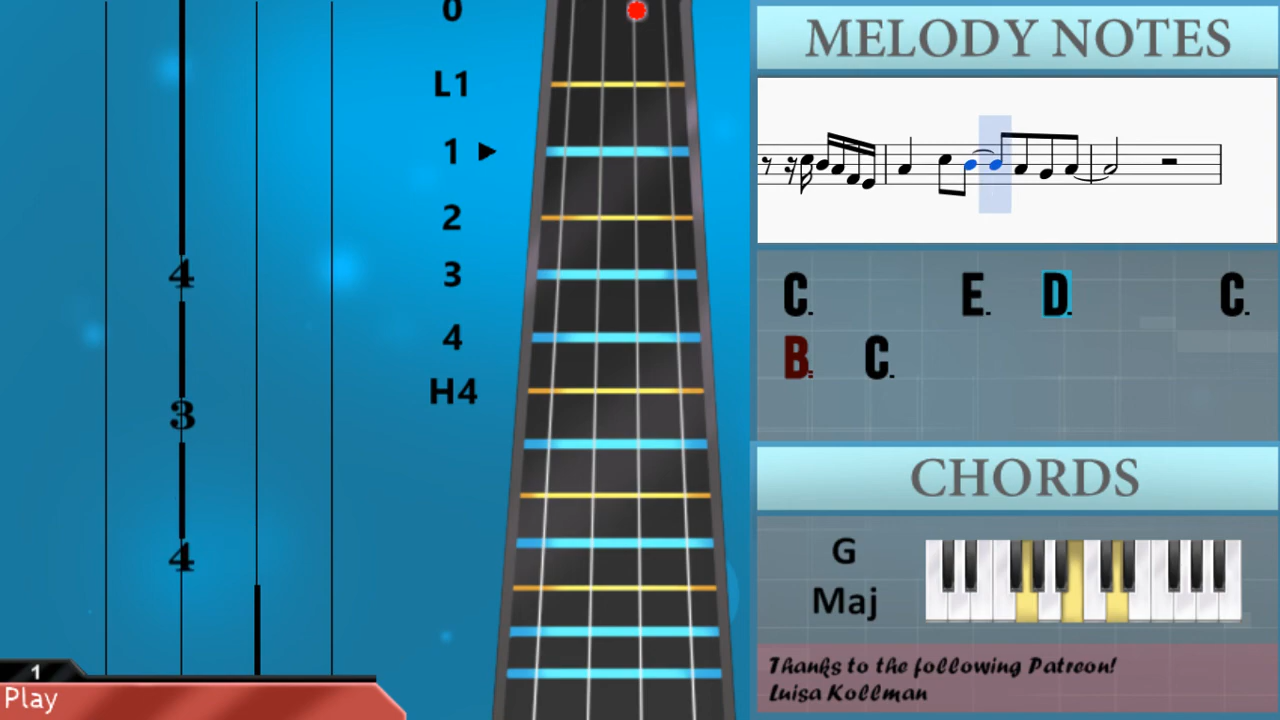 0
L1
1
2
3
4
H4
4
3
4
1
Play
MELODY NOTES
C. E. D. C.
B: C.
CHORDS
G
Maj
Thanks to the following Patreon!
Luisa Kollman